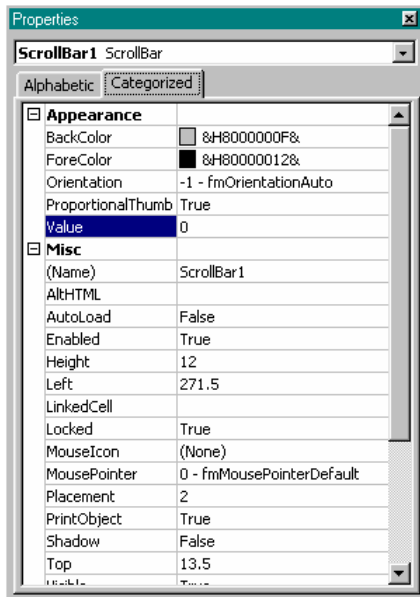 Properties
ScrollBar1 ScrollBar
Alphabetic Categorized
Appearance
BackColor &H8000000F&
ForeColor &H80000012&
Orientation -1 - fmOrientationAuto
ProportionalThumb True
Value 0
Misc
(Name) ScrollBar1
AltHTML
AutoLoad False
Enabled True
Height 12
Left 271.5
LinkedCell
Locked True
MouseIcon (None)
MousePointer 0 - fmMousePointerDefault
Placement 2
PrintObject True
Shadow False
Top 13.5